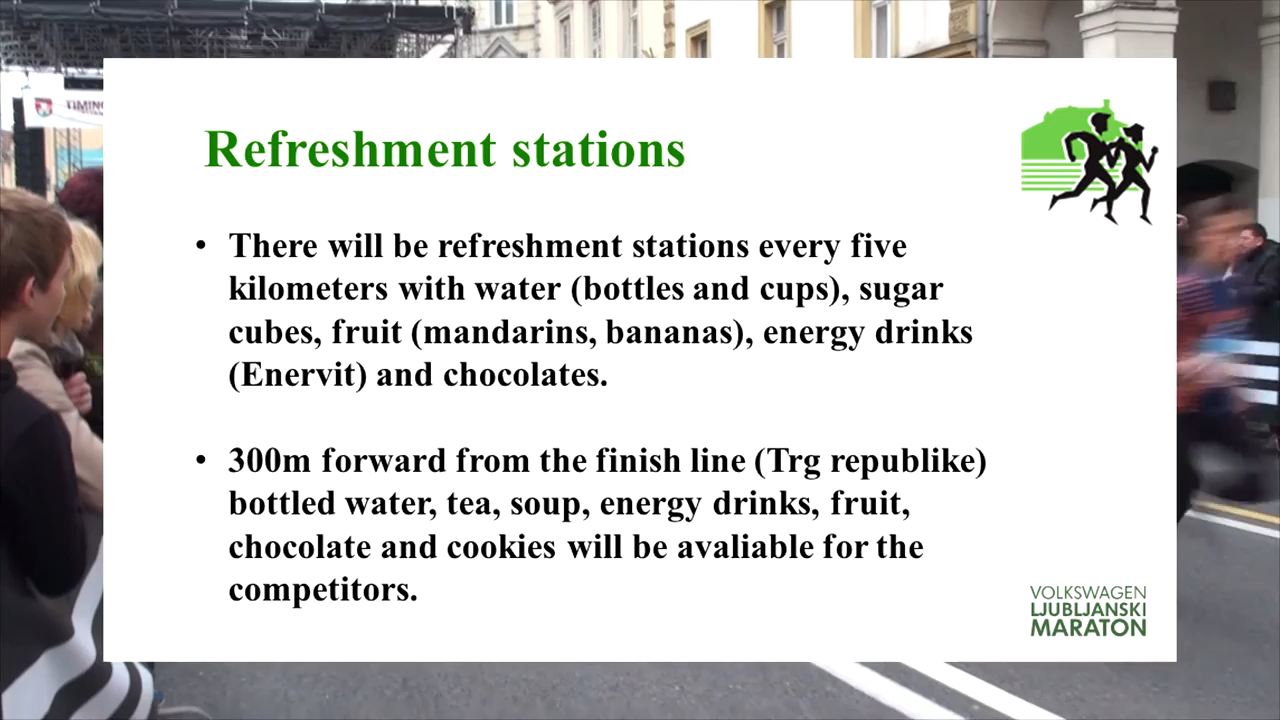 TIMING
Refreshment stations
• There will be refreshment stations every five
kilometers with water (bottles and cups), sugar
cubes, fruit (mandarins, bananas), energy drinks
(Enervit) and chocolates.
• 300m forward from the finish line (Trg republike)
bottled water, tea, soup, energy drinks, fruit,
chocolate and cookies will be avaliable for the
competitors.
VOLKSWAGEN
LJUBLJANSKI
MARATON